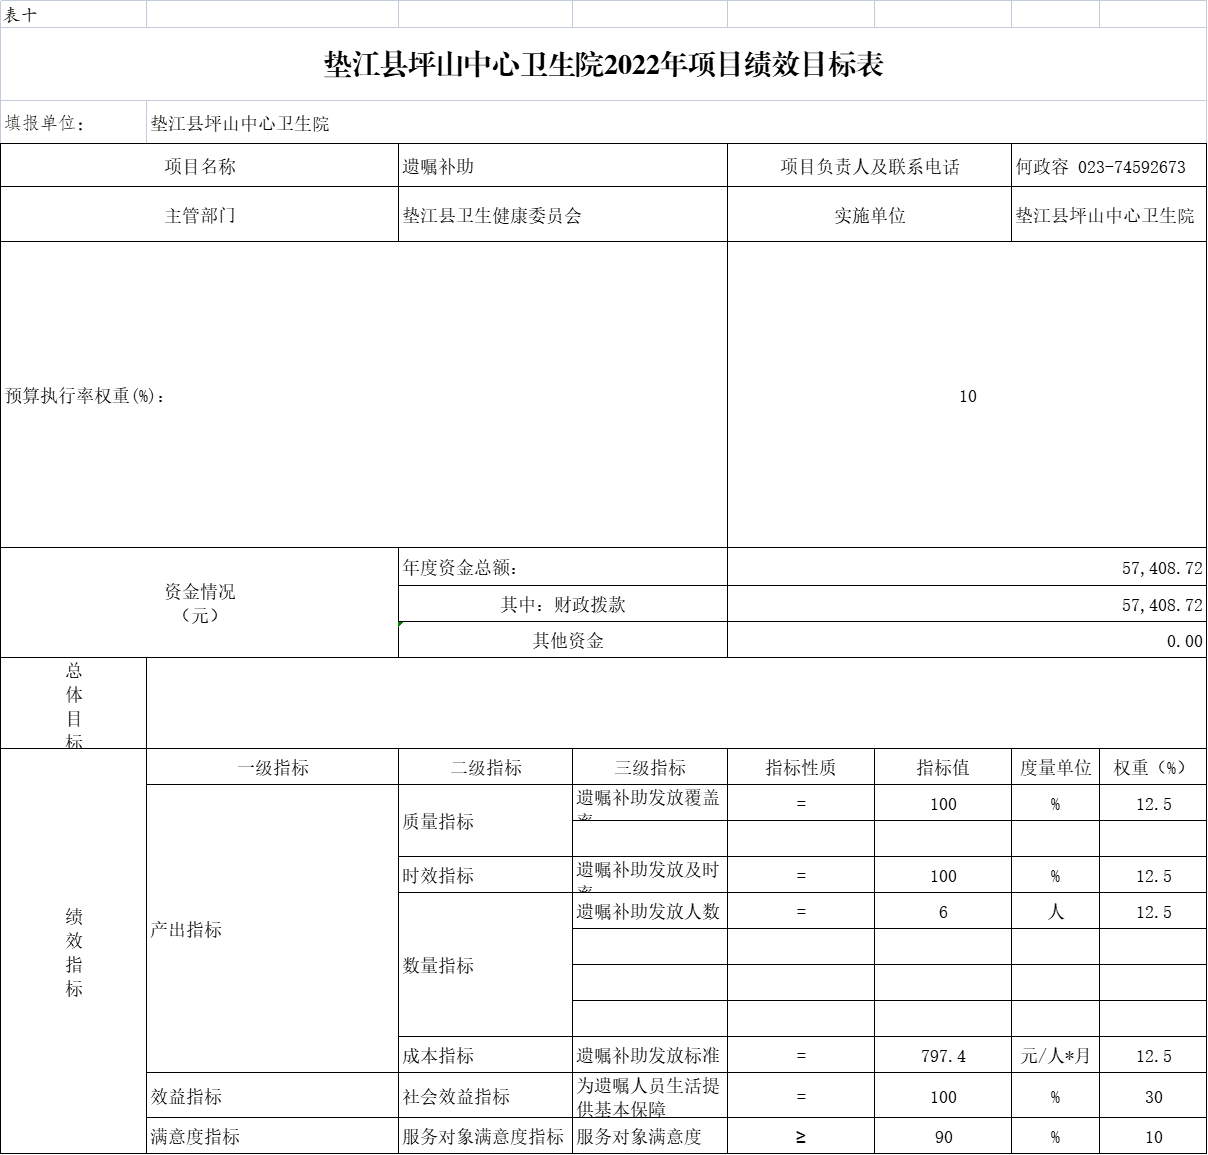 表十
垫江县坪山中心卫生院2022年项目绩效目标表
填报单位： 垫江县坪山中心卫生院
项目名称 遗嘱补助 项目负责人及联系电话 何政容 023-74592673
主管部门 垫江县卫生健康委员会 实施单位 垫江县坪山中心卫生院
预算执行率权重(%)： 10
资金情况
（元）
年度资金总额： 57,408.72
其中：财政拨款 57,408.72
其他资金 0.00
总
体
目
标
绩
效
指
标
一级指标 二级指标 三级指标 指标性质 指标值 度量单位 权重（%）
产出指标
质量指标
遗嘱补助发放覆盖
= 100 % 12.5
时效指标
遗嘱补助发放及时
= 100 % 12.5
数量指标
遗嘱补助发放人数 = 6 人 12.5
成本指标 遗嘱补助发放标准 = 797.4 元/人*月 12.5
效益指标 社会效益指标
为遗嘱人员生活提
供基本保障
= 100 % 30
满意度指标 服务对象满意度指标 服务对象满意度 ≥ 90 % 10